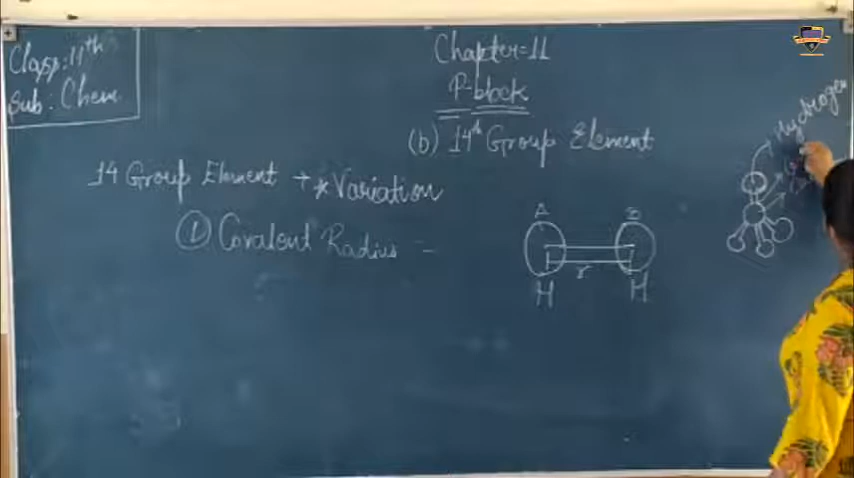 Class: 11th
Sub: Chem
Chapter=11
P-block
(b) 14th Group Element
14 Group Element → *Variation
① Covalent Radius -
A B
r
H H
Hydrogen